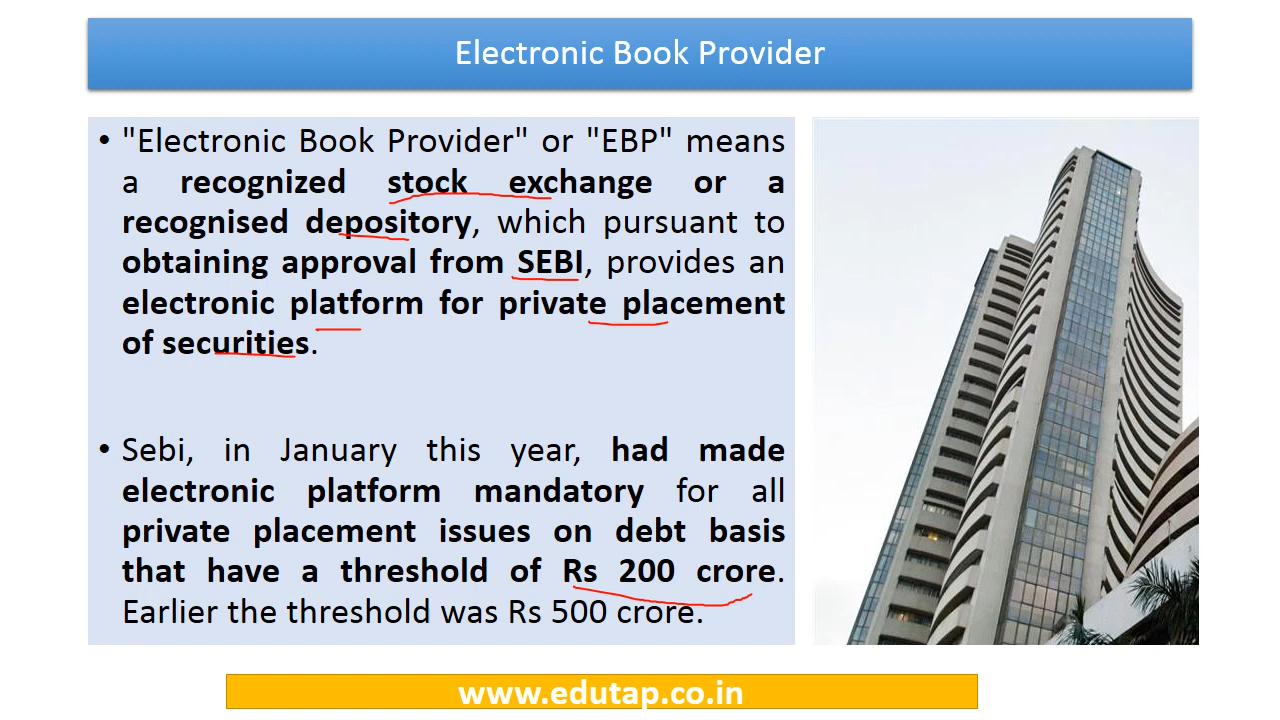 Electronic Book Provider
• "Electronic Book Provider" or "EBP" means
a recognized stock exchange or a
recognised depository, which pursuant to
obtaining approval from SEBI, provides an
electronic platform for private placement
of securities.
• Sebi, in January this year, had made
electronic platform mandatory for all
private placement issues on debt basis
that have a threshold of Rs 200 crore.
Earlier the threshold was Rs 500 crore.
www.edutap.co.in